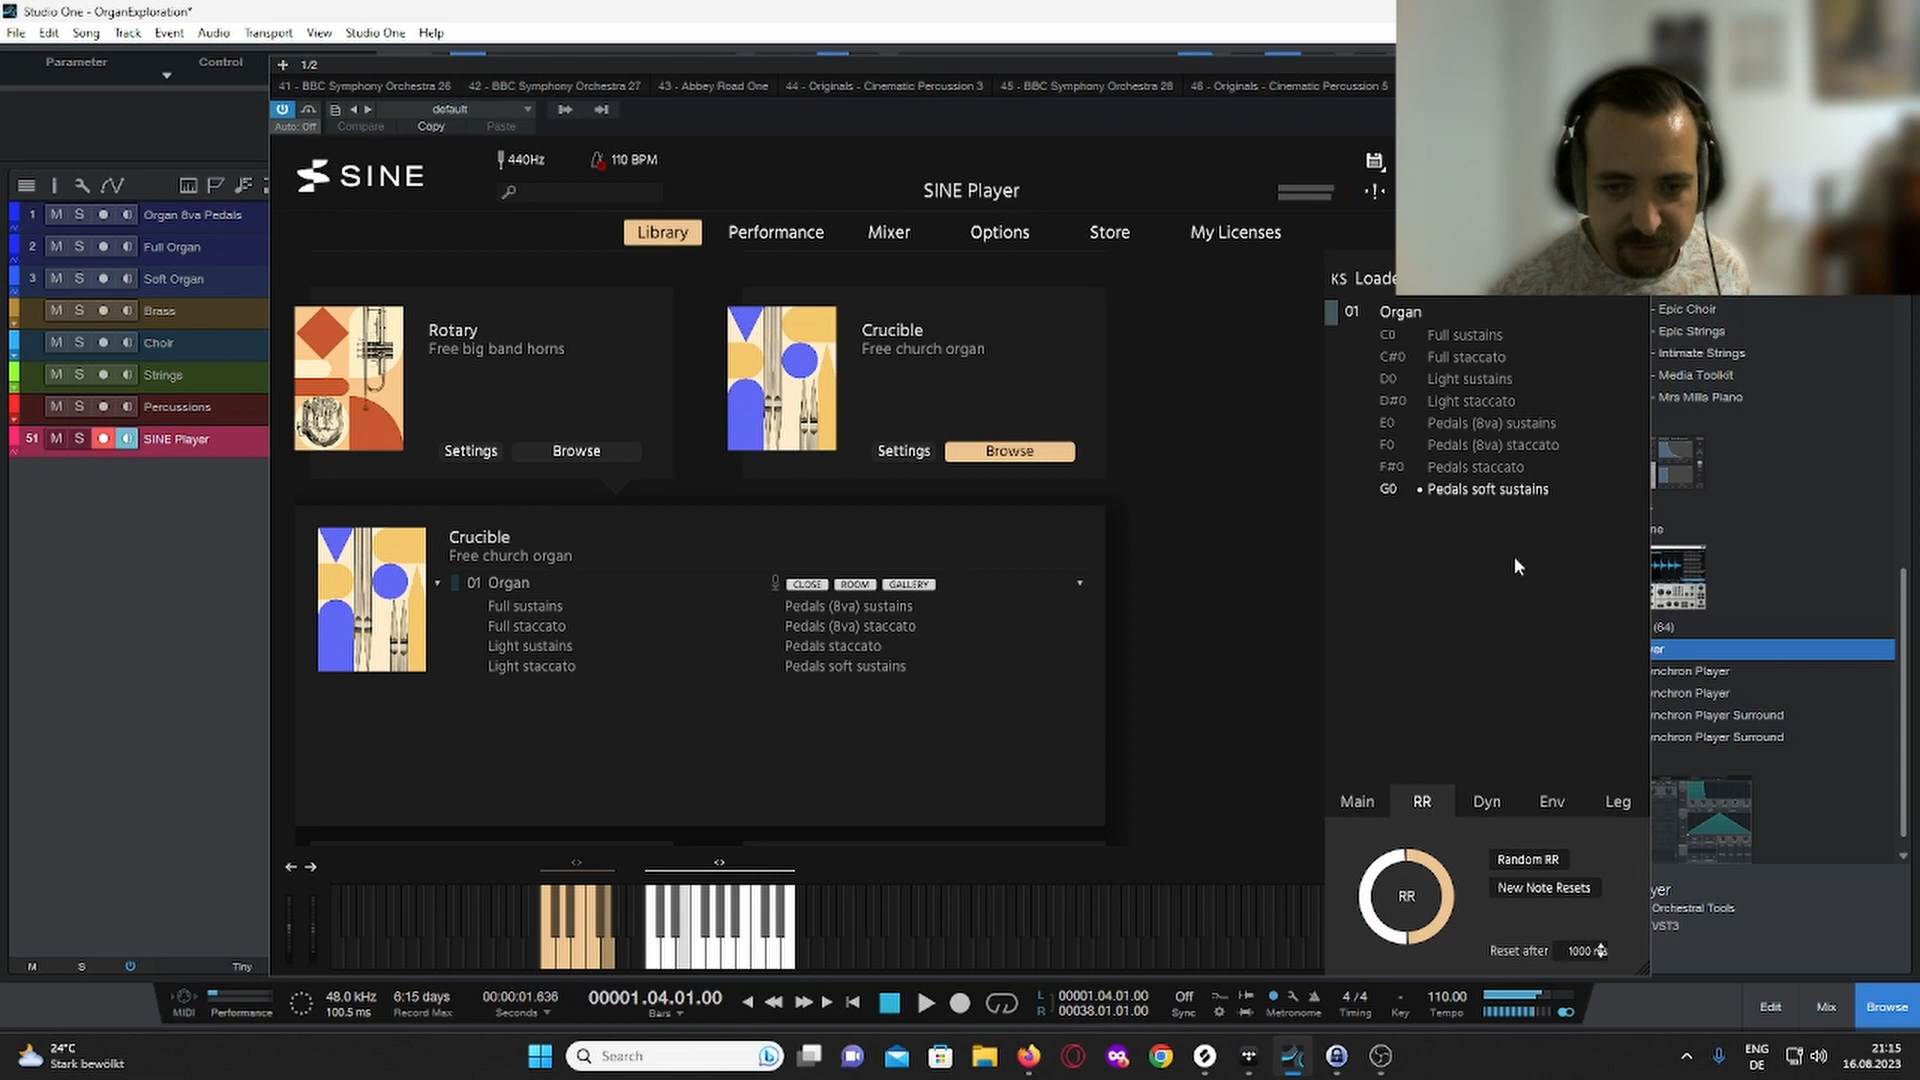 Studio One - OrganExploration*
File Edit Song Track Event Audio Transport View Studio One Help
Parameter Control
1/2
41 - BBC Symphony Orchestra 26 42 - BBC Symphony Orchestra 27 43 - Abbey Road One 44 - Originals - Cinematic Percussion 3 45 - BBC Symphony Orchestra 28 46 - Originals - Cinematic Percussion 5
default
Auto: Off Compare Copy Paste
SINE
440Hz
110 BPM
SINE Player
Library Performance Mixer Options Store My Licenses
1 M S Organ 8va Pedals
2 M S Full Organ
3 M S Soft Organ
M S Brass
M S Choir
M S Strings
M S Percussions
51 M S SINE Player
Rotary
Free big band horns
Settings Browse
Crucible
Free church organ
Settings Browse
Crucible
Free church organ
01 Organ
CLOSE ROOM GALLERY
Full sustains
Full staccato
Light sustains
Light staccato
Pedals (8va) sustains
Pedals (8va) staccato
Pedals staccato
Pedals soft sustains
KS Loade
01 Organ
C0 Full sustains
C#0 Full staccato
D0 Light sustains
D#0 Light staccato
E0 Pedals (8va) sustains
F0 Pedals (8va) staccato
F#0 Pedals staccato
G0 • Pedals soft sustains
Main RR Dyn Env Leg
RR
Random RR
New Note Resets
Reset after 1000
- Epic Choir
- Epic Strings
- Intimate Strings
- Media Toolkit
- Mrs Mills Piano
ne
(64)
yer
nchron Player
nchron Player
nchron Player Surround
nchron Player Surround
yer
Orchestral Tools
VST3
M S Tiny
MIDI Performance
48.0 kHz
100.5 ms
6:15 days
Record Max
00:00:01.636
Seconds
00001.04.01.00
Bars
L 00001.04.01.00
R 00038.01.01.00
Off
Sync
Metronome
4 / 4
Timing
-
Key
110.00
Tempo
Edit Mix Browse
24°C
Stark bewölkt
Search
ENG
DE
21:15
16.08.2023